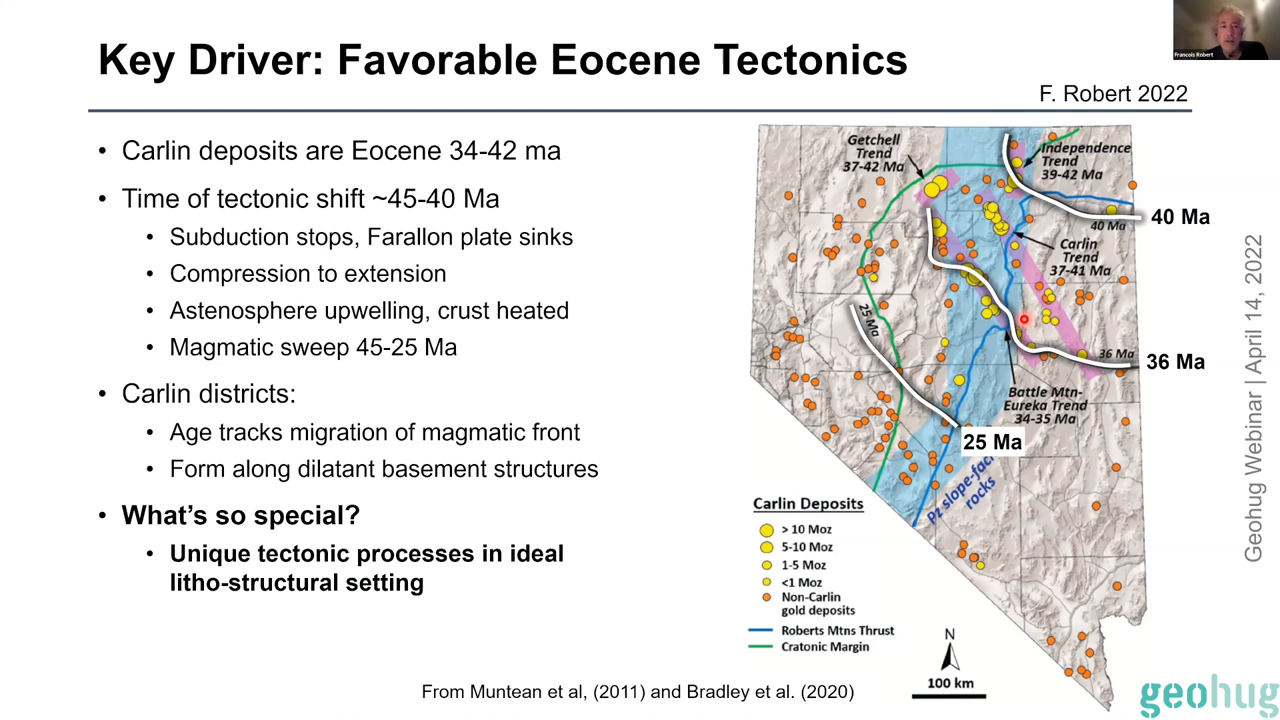 Francois Robert
Key Driver: Favorable Eocene Tectonics
F. Robert 2022
• Carlin deposits are Eocene 34-42 ma
• Time of tectonic shift ~45-40 Ma
• Subduction stops, Farallon plate sinks
• Compression to extension
• Astenosphere upwelling, crust heated
• Magmatic sweep 45-25 Ma
• Carlin districts:
• Age tracks migration of magmatic front
• Form along dilatant basement structures
• What's so special?
• Unique tectonic processes in ideal
litho-structural setting
Getchell
Trend
37-42 Ma
Independence
Trend
39-42 Ma
40 Ma
40 Ma
Carlin
Trend
37-41 Ma
25 Ma
36 Ma
36 Ma
Battle Mtn-
Eureka Trend
34-35 Ma
25 Ma
Pz slope-faci
rocks
Carlin Deposits
> 10 Moz
5-10 Moz
1-5 Moz
<1 Moz
Non-Carlin
gold deposits
Roberts Mtns Thrust
Cratonic Margin
N
100 km
From Muntean et al, (2011) and Bradley et al. (2020)
Geohug Webinar | April 14, 2022
geohug